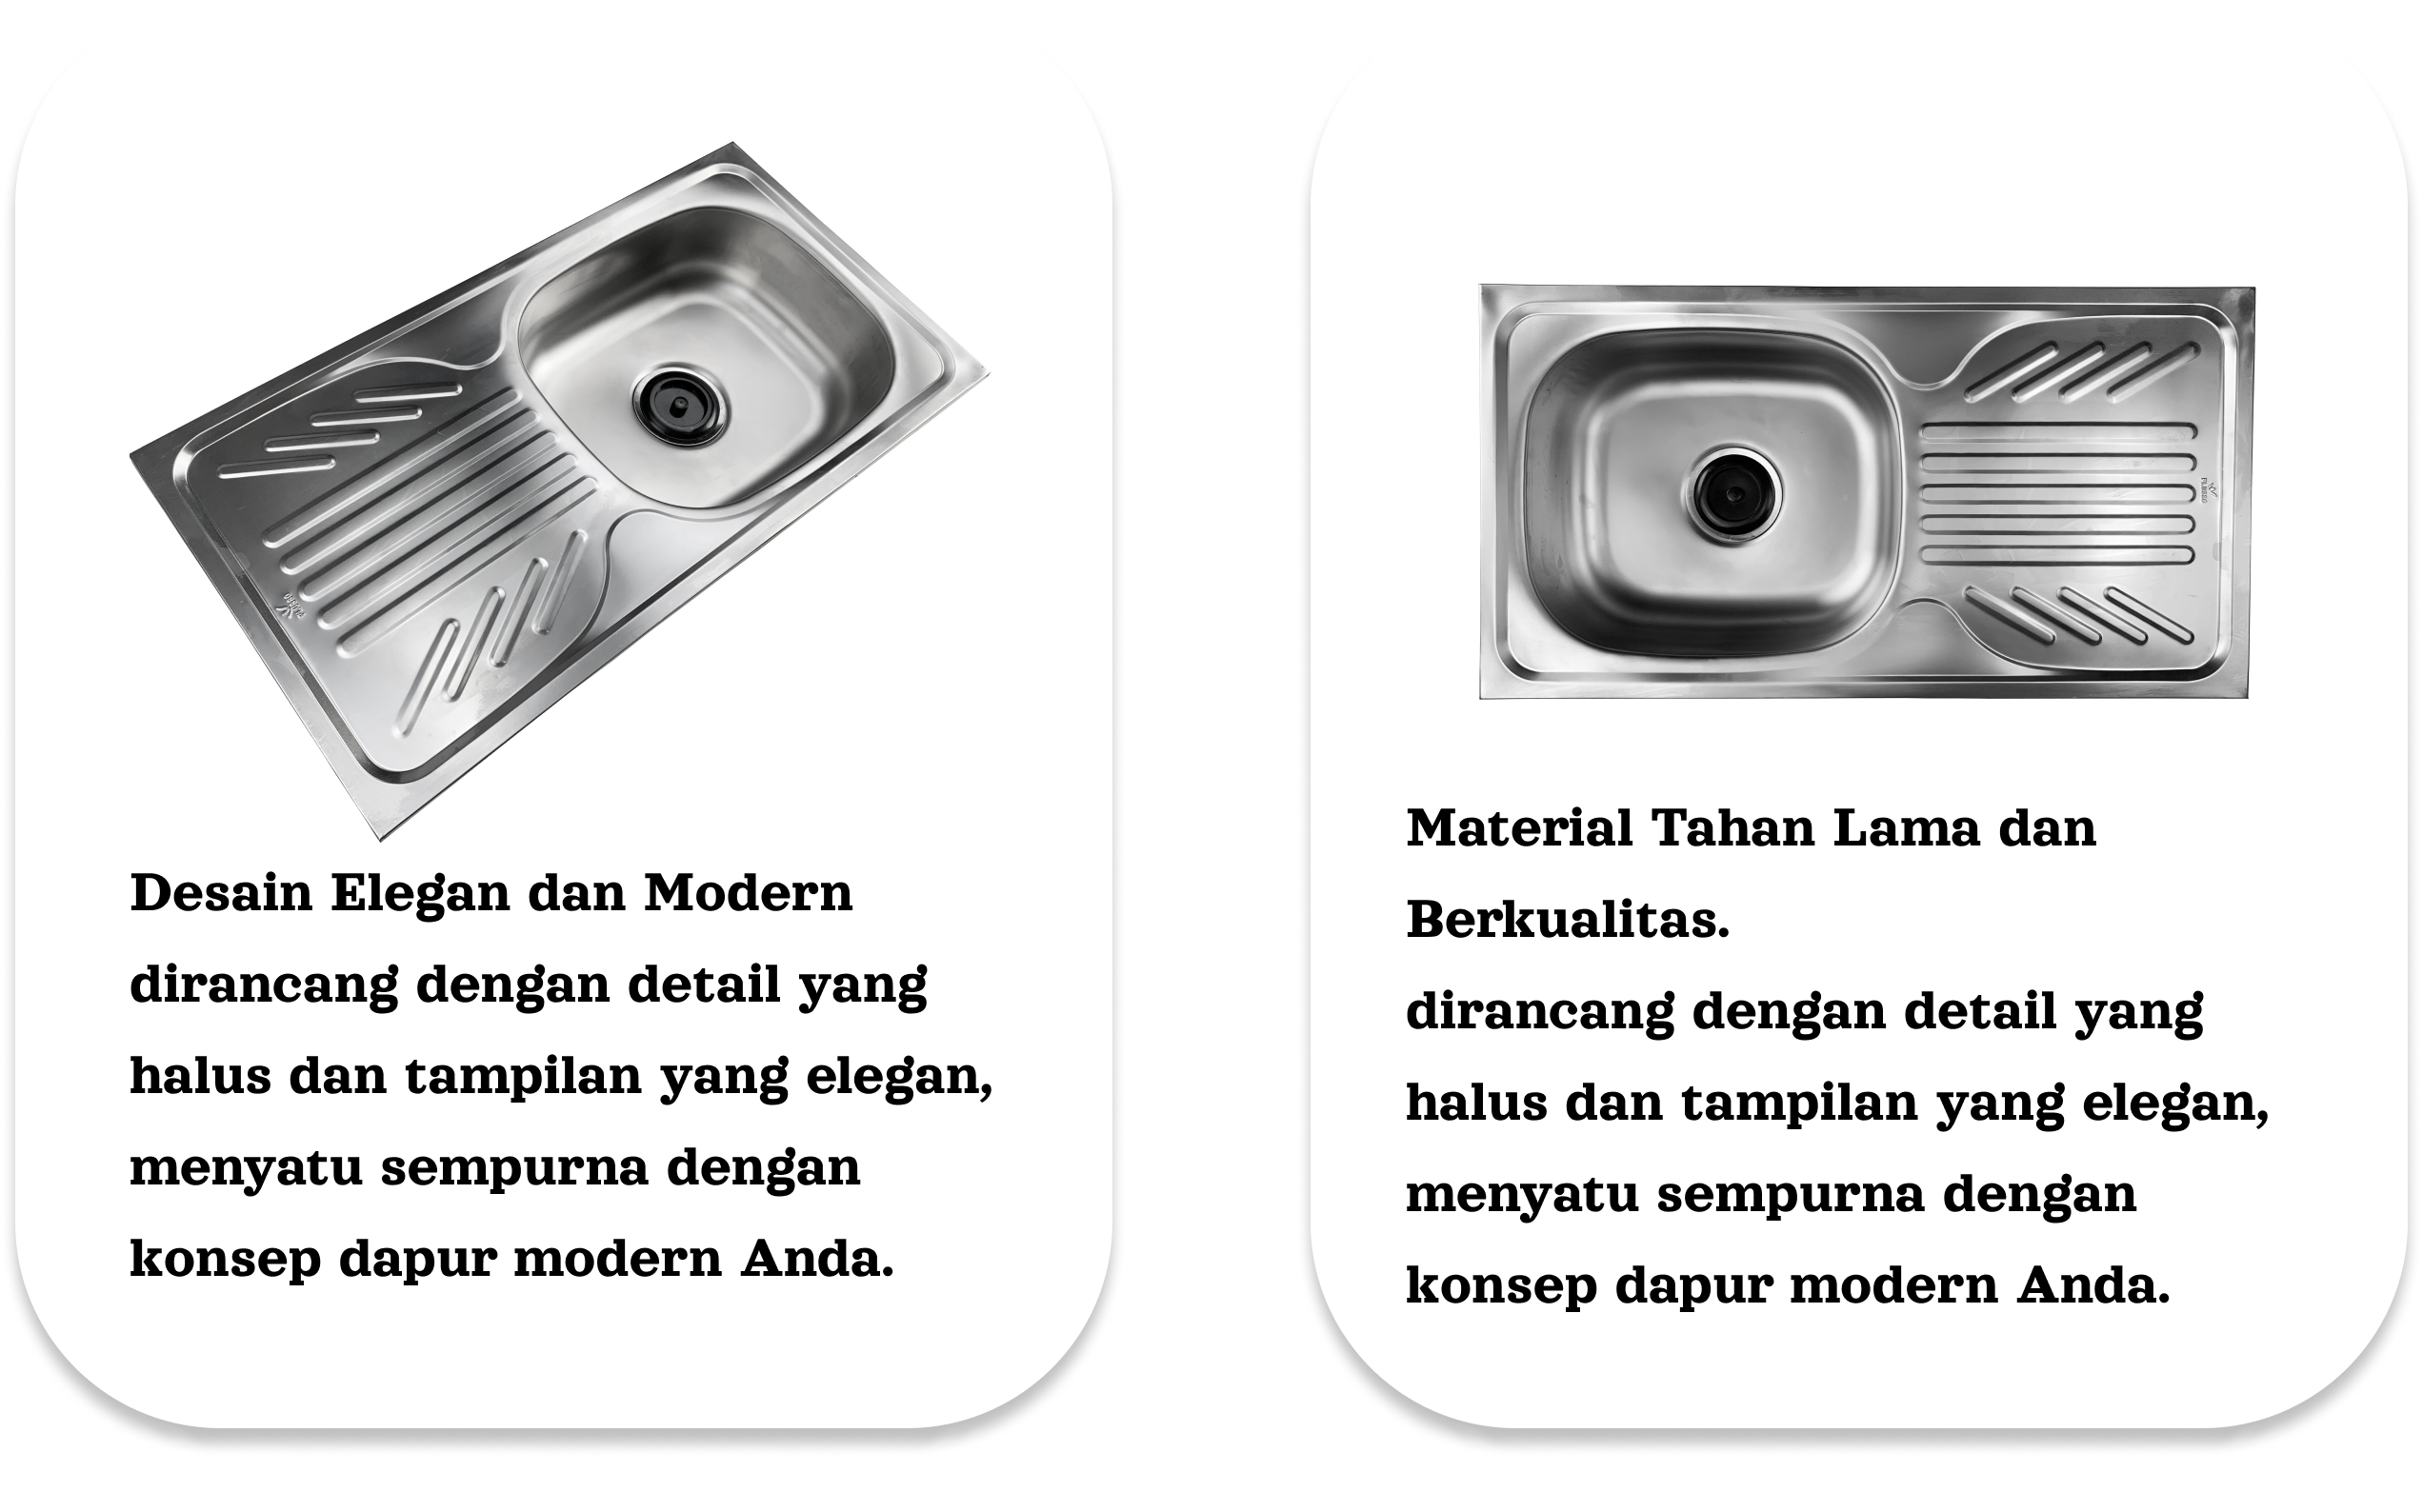 Desain Elegan dan Modern
dirancang dengan detail yang
halus dan tampilan yang elegan,
menyatu sempurna dengan
konsep dapur modern Anda.
Material Tahan Lama dan
Berkualitas.
dirancang dengan detail yang
halus dan tampilan yang elegan,
menyatu sempurna dengan
konsep dapur modern Anda.